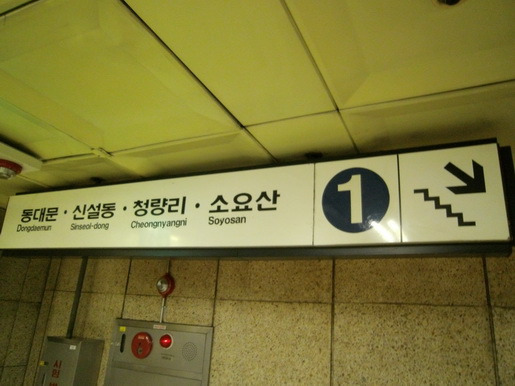 동대문 · 신설동 · 청량리 · 소요산
Dongdaemun Sinseol-dong Cheongnyangni Soyosan
1